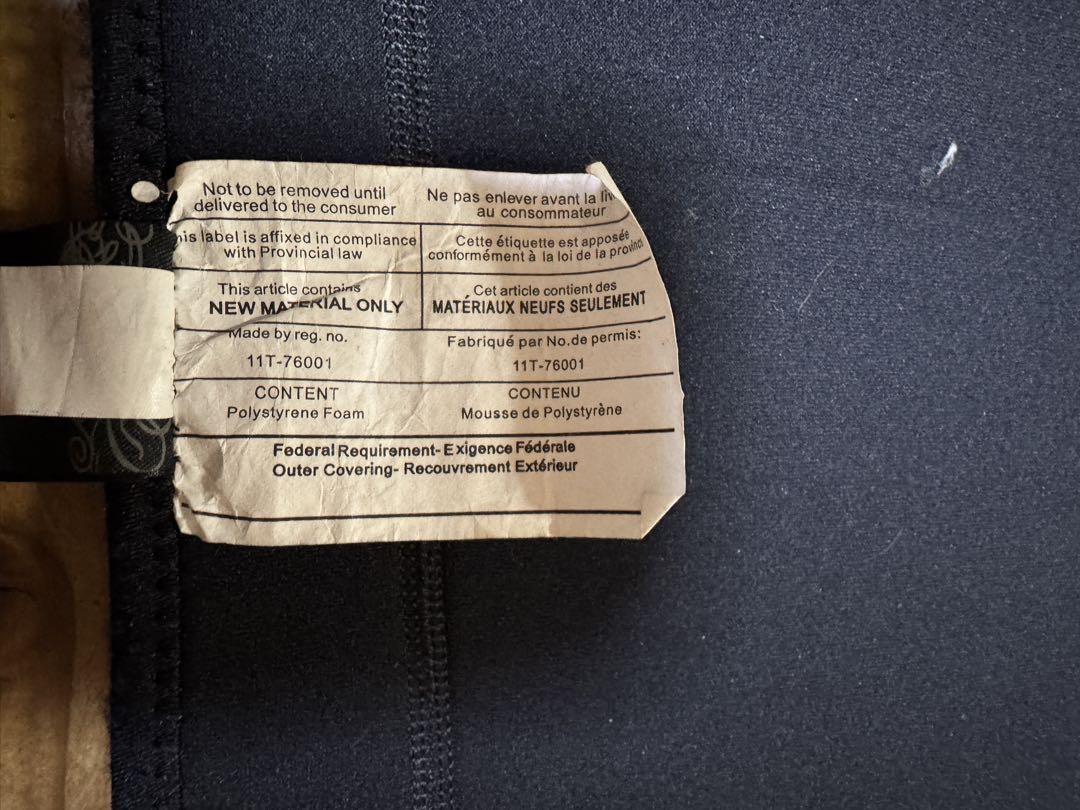 Not to be removed until
delivered to the consumer
Ne pas enlever avant la
au consommateur
label is affixed in compliance
with Provincial law
Cette étiquette est apposée
conformément à la loi de la
This article contains
NEW MATERIAL ONLY
Cet article contient des
MATÉRIAUX NEUFS SEULEMENT
Made by reg. no.
11T-76001
Fabriqué par No.de permis:
11T-76001
CONTENT
Polystyrene Foam
CONTENU
Mousse de Polystyrène
Federal Requirement- Exigence Fédérale
Outer Covering- Recouvrement Extérieur